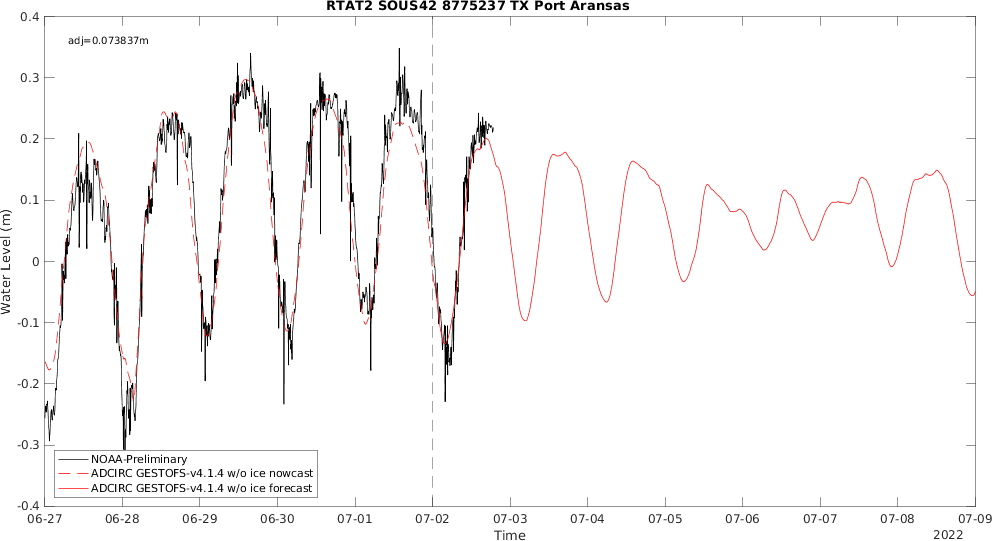 RTAT2 SOUS42 8775237 TX Port Aransas
adj=0.073837m
0.4
0.3
0.2
0.1
0
-0.1
-0.2
-0.3
-0.4
Water Level (m)
NOAA-Preliminary
ADCIRC GESTOFS-v4.1.4 w/o ice nowcast
ADCIRC GESTOFS-v4.1.4 w/o ice forecast
06-27 06-28 06-29 06-30 07-01 07-02 07-03 07-04 07-05 07-06 07-07 07-08 07-09
Time
2022